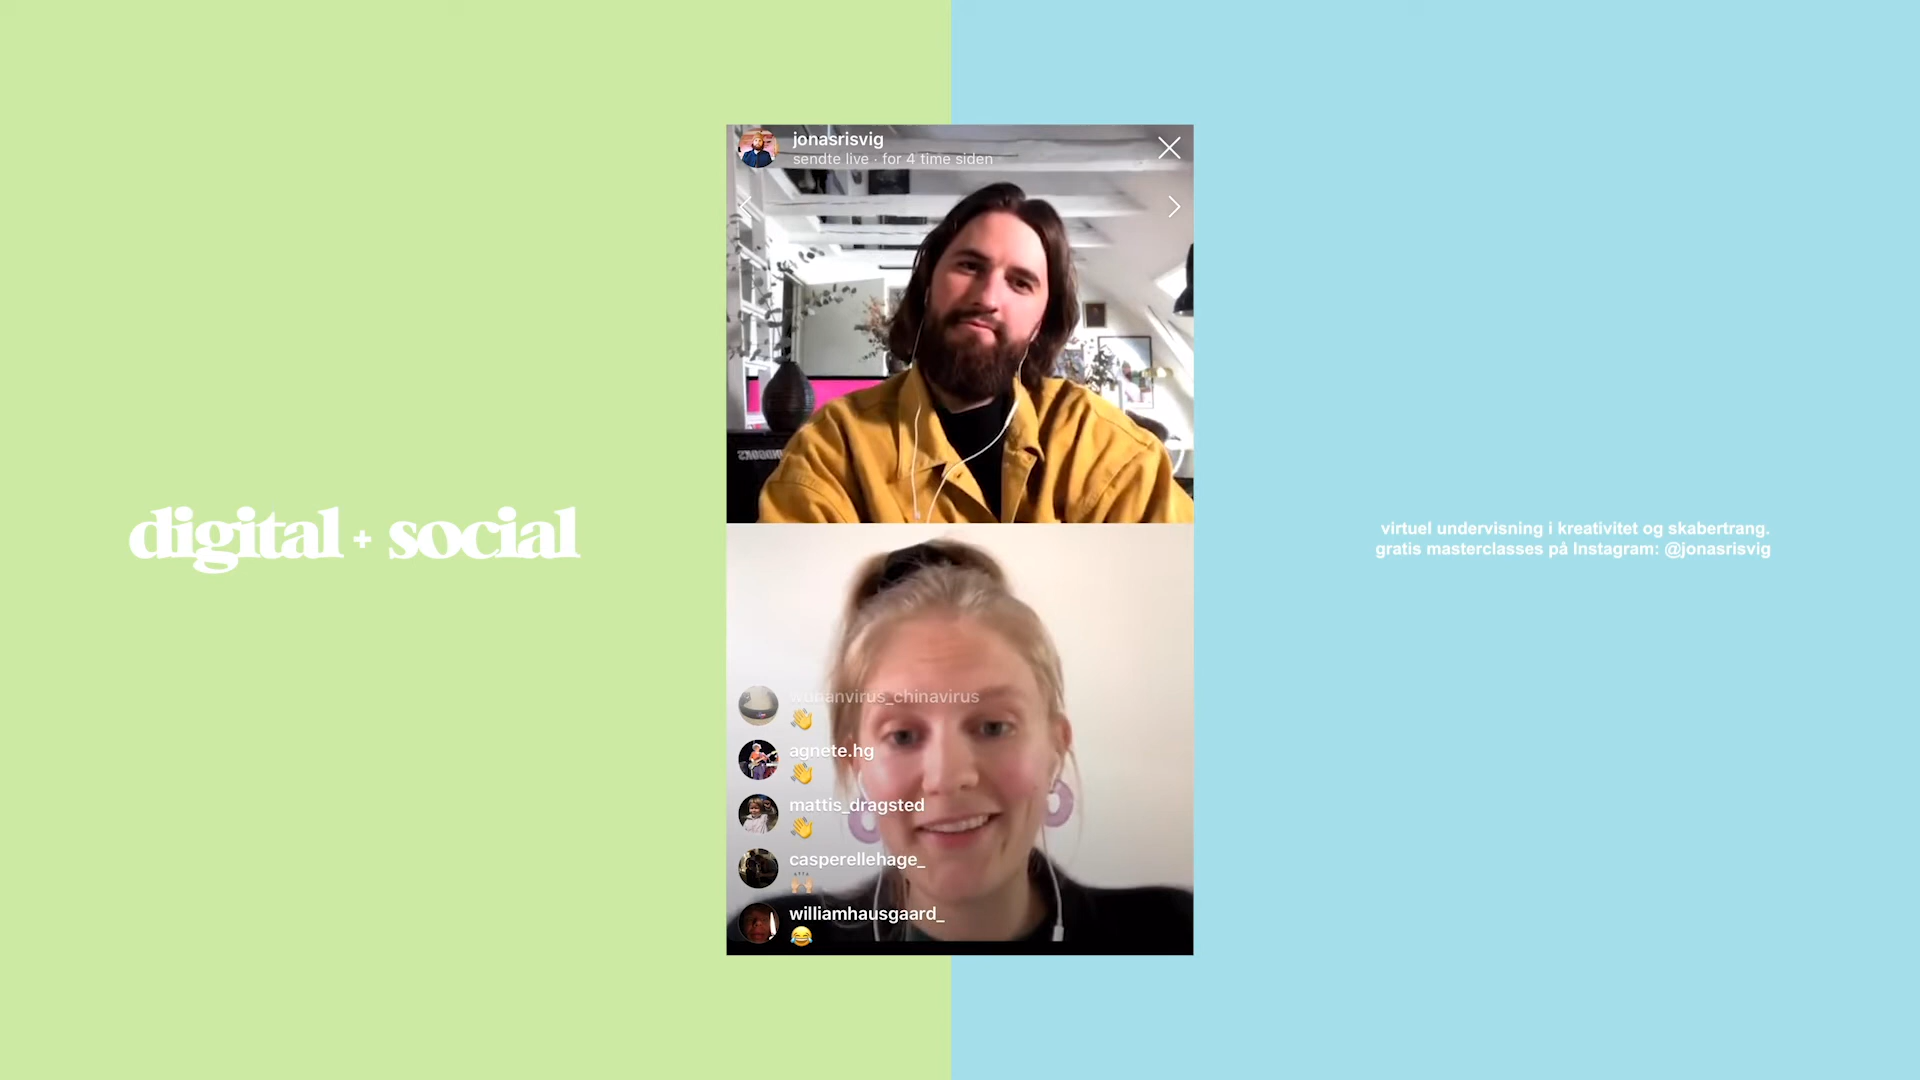 jonasrisvig
sendte live · for 4 time siden
digital + social
virtuel undervisning i kreativitet og skabertrang.
gratis masterclasses på Instagram: @jonasrisvig
wuhanvirus_chinavirus
👋
agnete.hg
👋
mattis_dragsted
👋
casperellehage_
🙌🏼
williamhausgaard_
😂